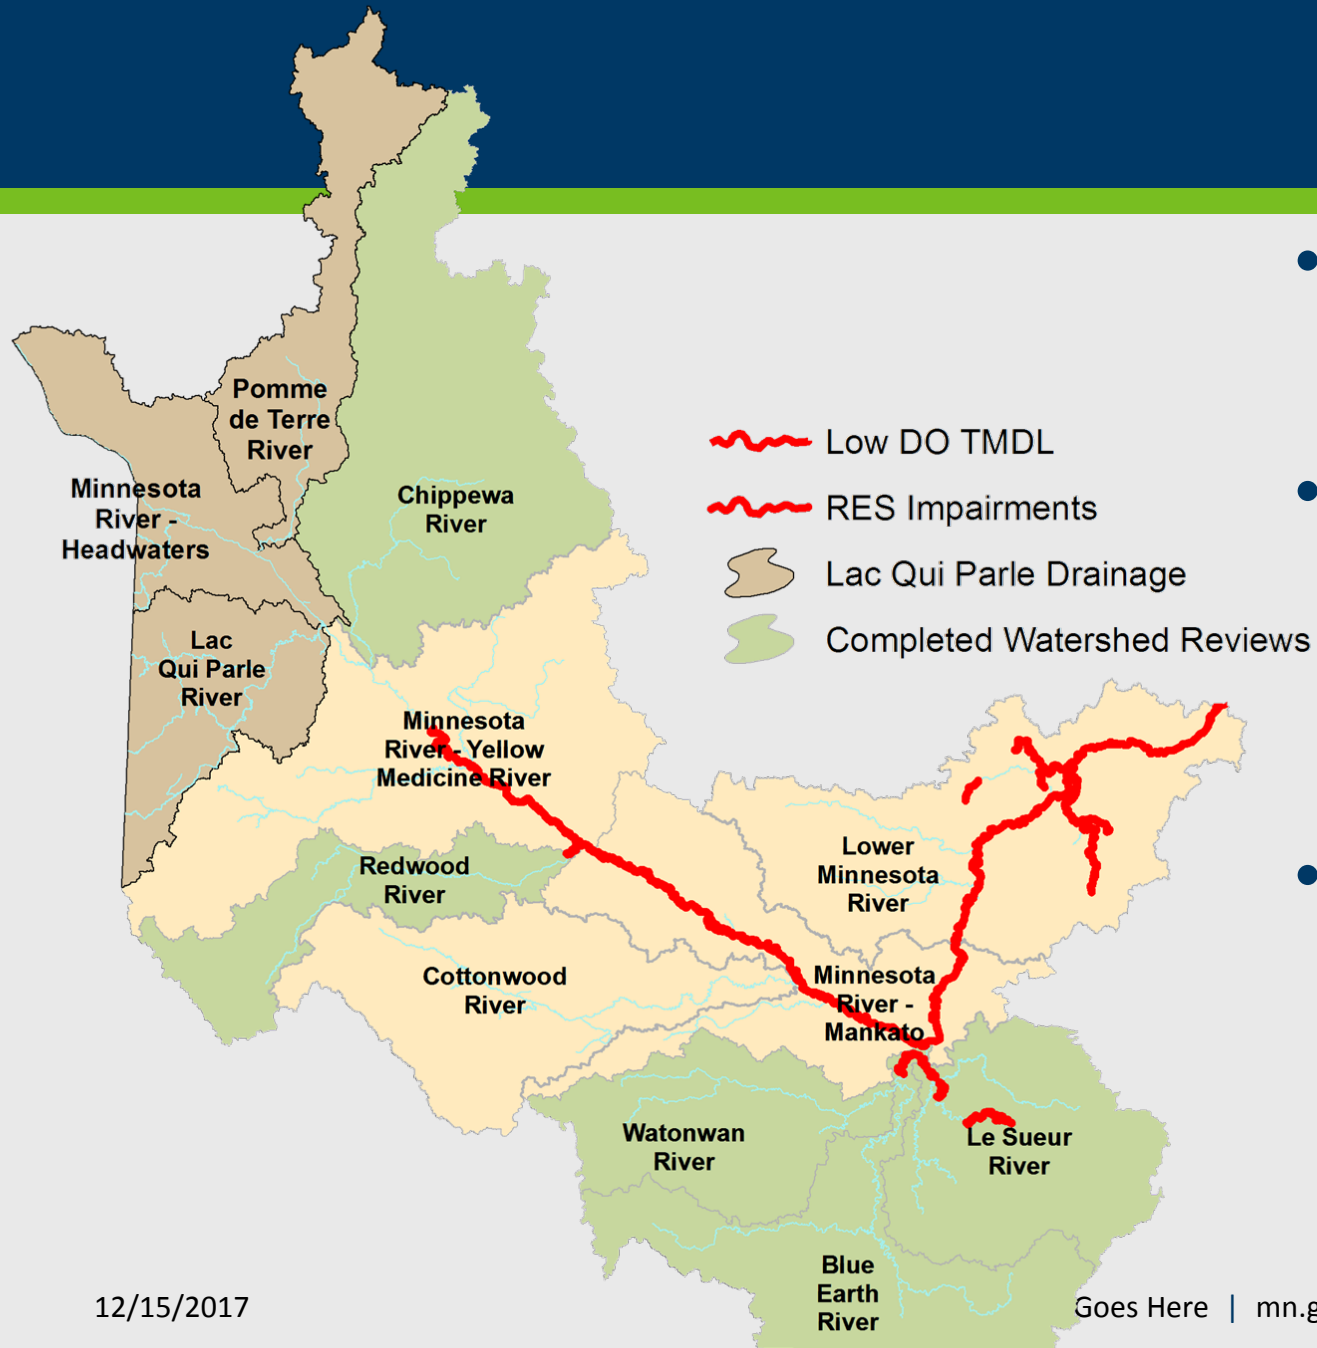 Pomme
de Terre
River
Minnesota
River -
Headwaters
Chippewa
River
Low DO TMDL
RES Impairments
Lac Qui Parle Drainage
Completed Watershed Reviews
Lac
Qui Parle
River
Minnesota
River - Yellow
Medicine River
Redwood
River
Lower
Minnesota
River
Cottonwood
River
Minnesota
River -
Mankato
Watonwan
River
Le Sueur
River
Blue
Earth
River
12/15/2017
Goes Here | mn.g